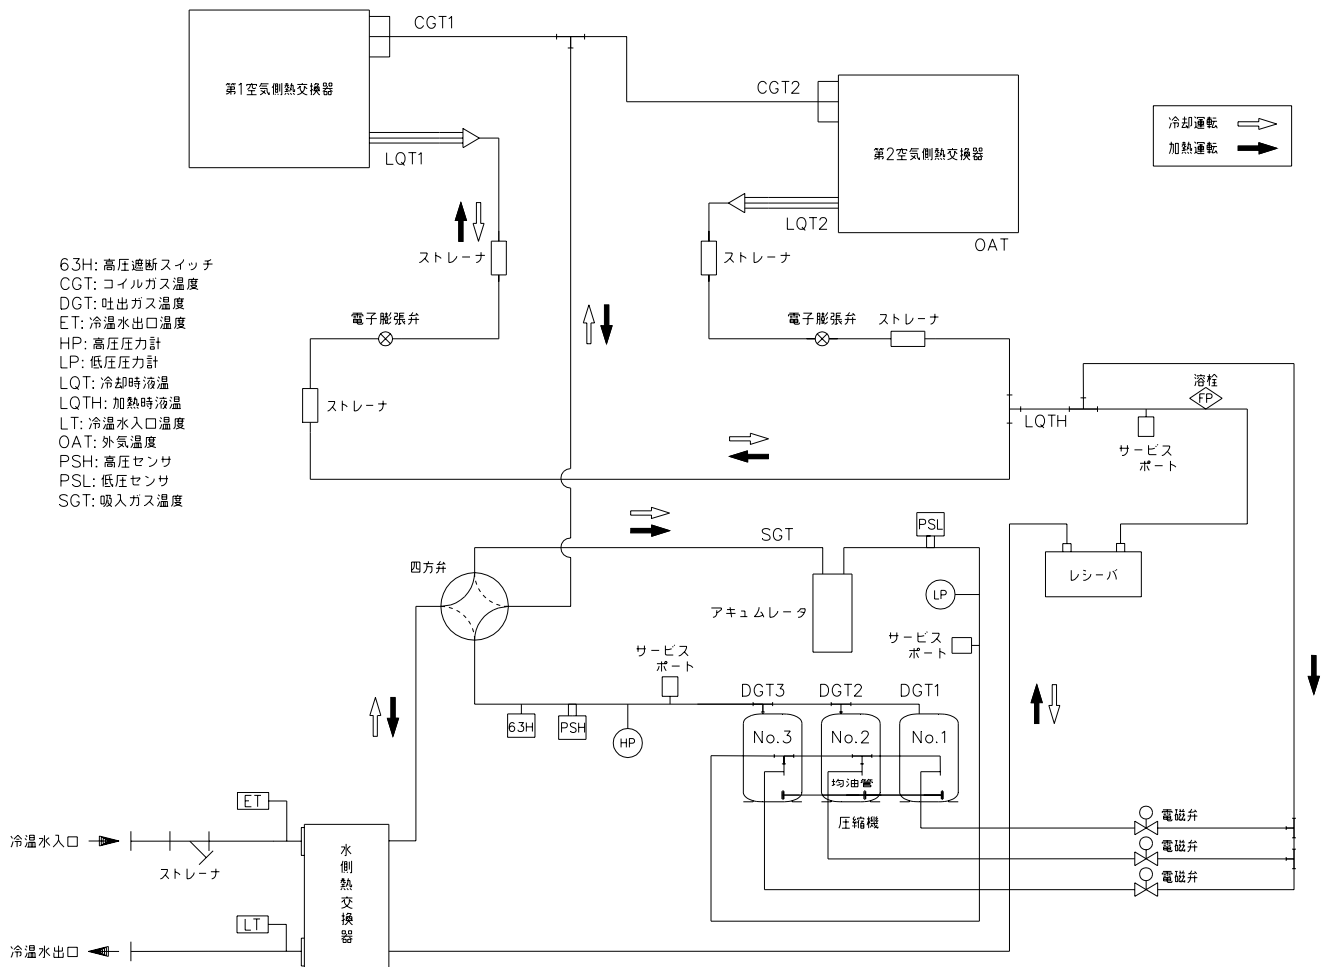 CGT1
第1空気側熱交換器
LQT1
CGT2
第2空気側熱交換器
LQT2
OAT
冷却運転
加熱運転
63H: 高圧遮断スイッチ
CGT: コイルガス温度
DGT: 吐出ガス温度
ET: 冷温水出口温度
HP: 高圧圧力計
LP: 低圧圧力計
LQT: 冷却時液温
LQTH: 加熱時液温
LT: 冷温水入口温度
OAT: 外気温度
PSH: 高圧センサ
PSL: 低圧センサ
SGT: 吸入ガス温度
ストレーナ
ストレーナ
電子膨張弁
電子膨張弁
ストレーナ
ストレーナ
溶栓
FP
LQTH
サービス
ポート
PSL
SGT
四方弁
レシーバ
アキュムレータ
LP
サービス
ポート
サービス
ポート
DGT3
DGT2
DGT1
63H
PSH
HP
No.3
No.2
No.1
均油管
圧縮機
電磁弁
電磁弁
電磁弁
ET
冷温水入口
ストレーナ
水側熱交換器
LT
冷温水出口